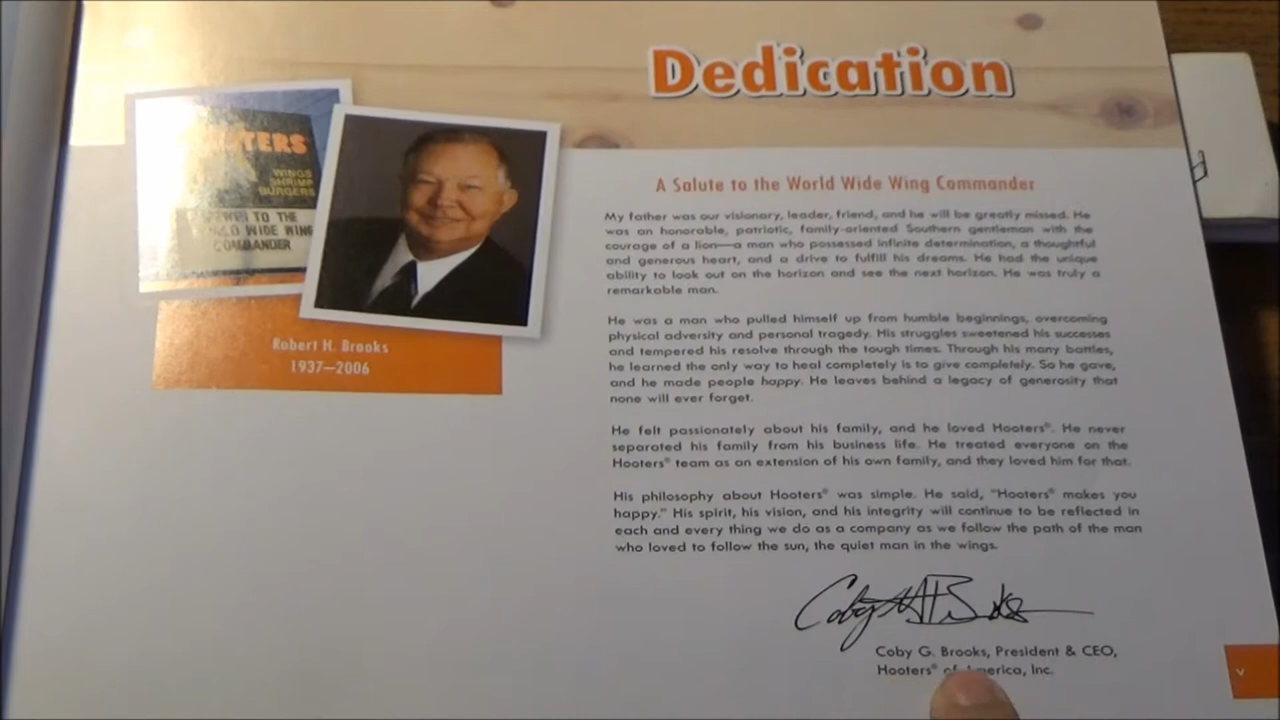 Dedication
TERS
WINGS
SHRIMP
BURGERS
TO THE
WIDE WING
COMMANDER
Robert H. Brooks
1937—2006
A Salute to the World Wide Wing Commander
My father was our visionary, leader, friend, and he will be greatly missed. He
was an honorable, patriotic, family-oriented Southern gentleman with the
courage of a lion—a man who possessed infinite determination, a thoughtful
and generous heart, and a drive to fulfill his dreams. He had the unique
ability to look out on the horizon and see the next horizon. He was truly a
remarkable man.
He was a man who pulled himself up from humble beginnings, overcoming
physical adversity and personal tragedy. His struggles sweetened his successes
and tempered his resolve through the tough times. Through his many battles,
he learned the only way to heal completely is to give completely. So he gave,
and he made people happy. He leaves behind a legacy of generosity that
none will ever forget.
He felt passionately about his family, and he loved Hooters®. He never
separated his family from his business life. He treated everyone on the
Hooters® team as an extension of his own family, and they loved him for that.
His philosophy about Hooters® was simple. He said, "Hooters® makes you
happy." His spirit, his vision, and his integrity will continue to be reflected in
each and every thing we do as a company as we follow the path of the man
who loved to follow the sun, the quiet man in the wings.
Coby G. Brooks
Coby G. Brooks, President & CEO,
Hooters® of America, Inc.
v